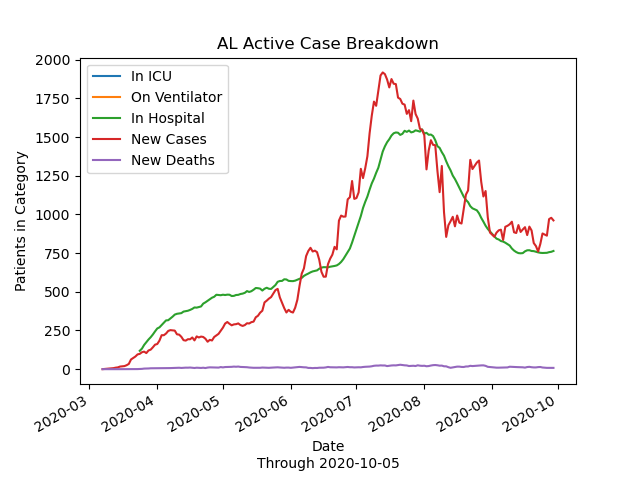 AL Active Case Breakdown
2000
1750
1500
1250
1000
750
500
250
0
Patients in Category
In ICU
On Ventilator
In Hospital
New Cases
New Deaths
2020-03
2020-04
2020-05
2020-06
2020-07
2020-08
2020-09
2020-10
Date
Through 2020-10-05